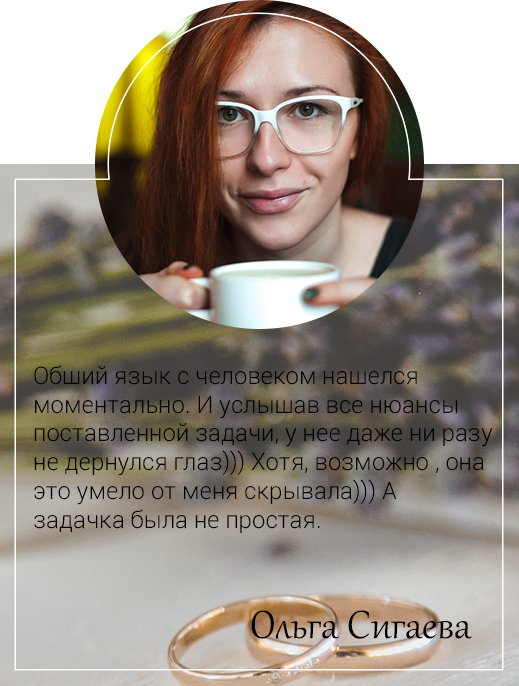 Обший язык с человеком нашелся
моментально. И услышав все нюансы
поставленной задачи, у нее даже ни разу
не дернулся глаз))) Хотя, возможно , она
это умело от меня скрывала))) А
задачка была не простая.
Ольга Сигаева